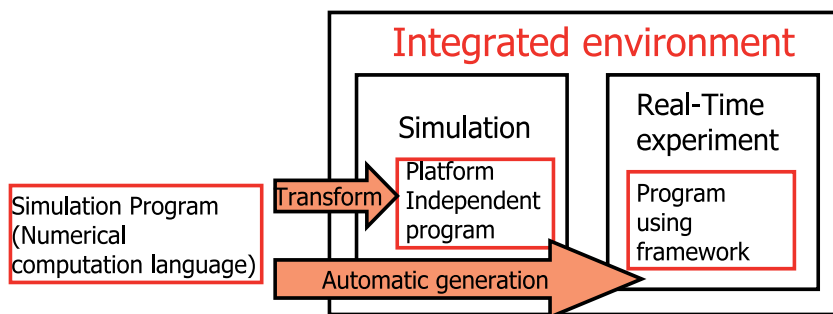 Integrated environment
Simulation
Real-Time
experiment
Simulation Program
(Numerical
computation language)
Transform
Platform
Independent
program
Program
using
framework
Automatic generation